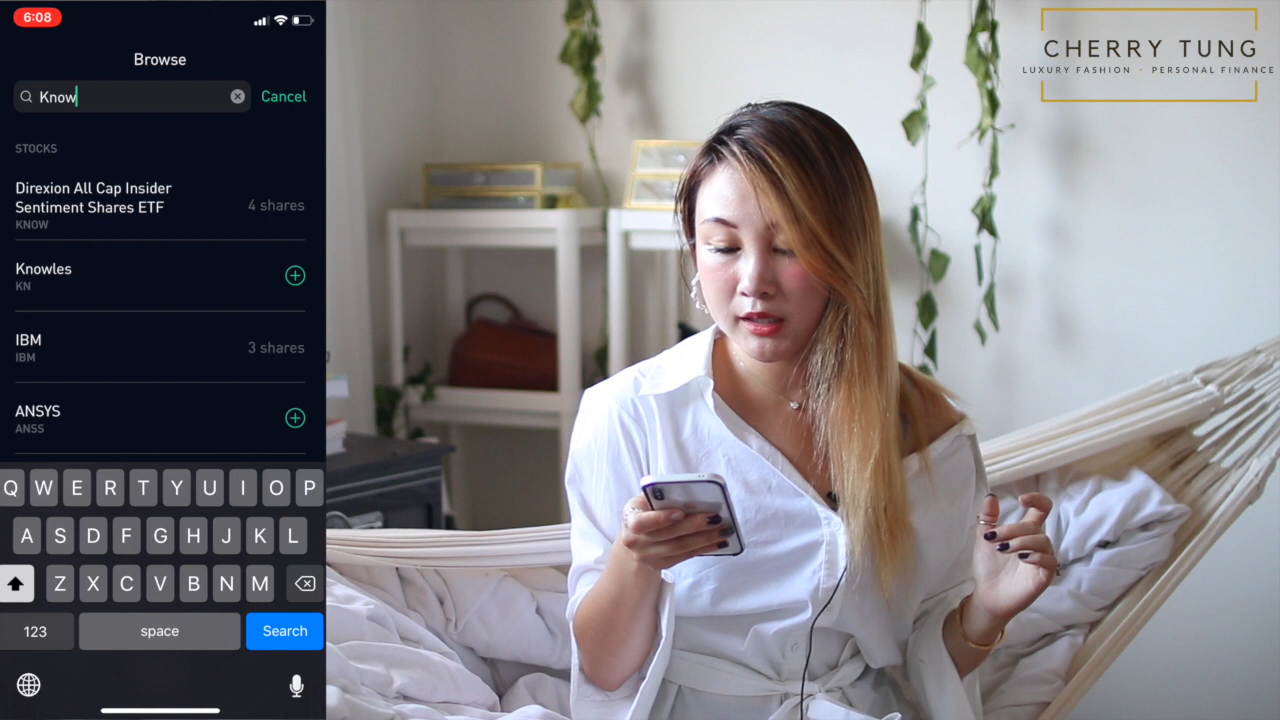 6:08
Browse
Know
Cancel
STOCKS
Direxion All Cap Insider
Sentiment Shares ETF
KNOW
4 shares
Knowles
KN
IBM
IBM
3 shares
ANSYS
ANSS
Q W E R T Y U I O P
A S D F G H J K L
Z X C V B N M
123
space
Search
CHERRY TUNG
LUXURY FASHION · PERSONAL FINANCE